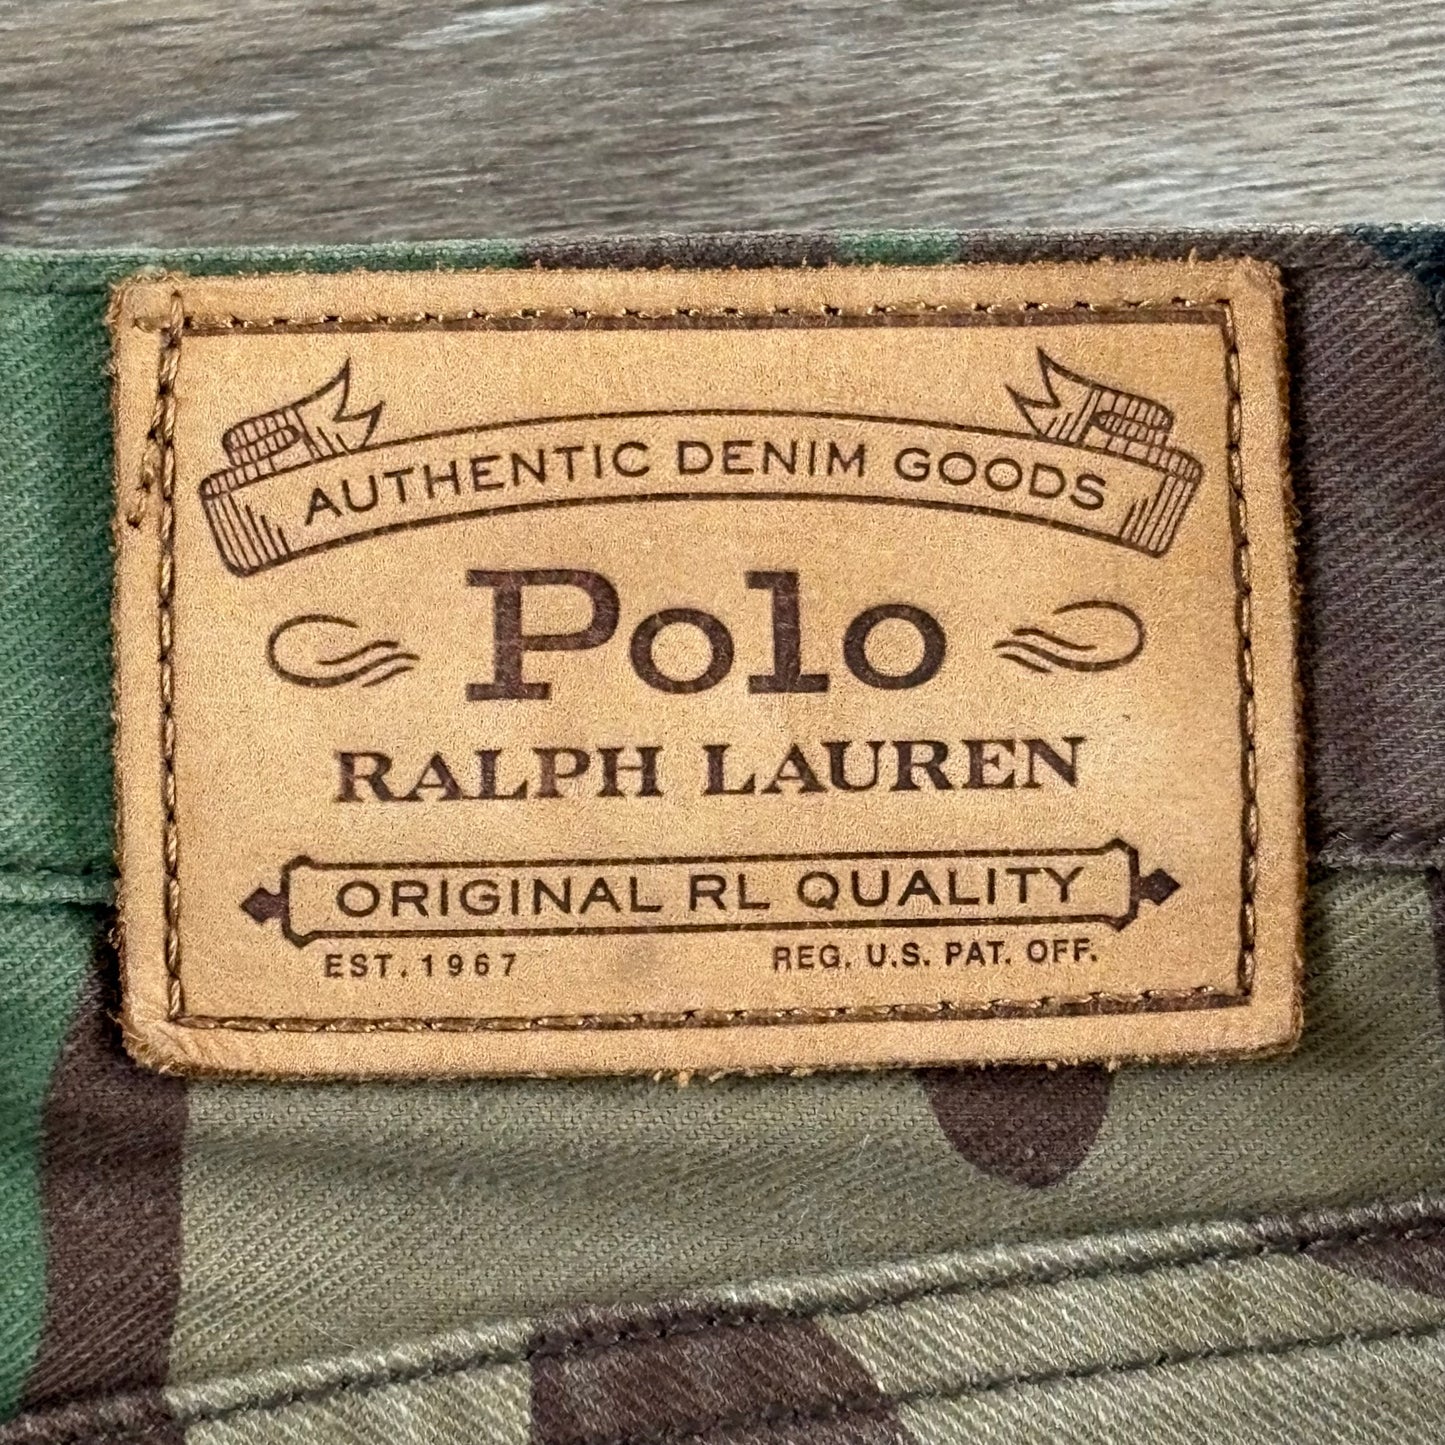 AUTHENTIC DENIM GOODS
Polo
RALPH LAUREN
ORIGINAL RL QUALITY
EST. 1967 REG. U.S. PAT. OFF.